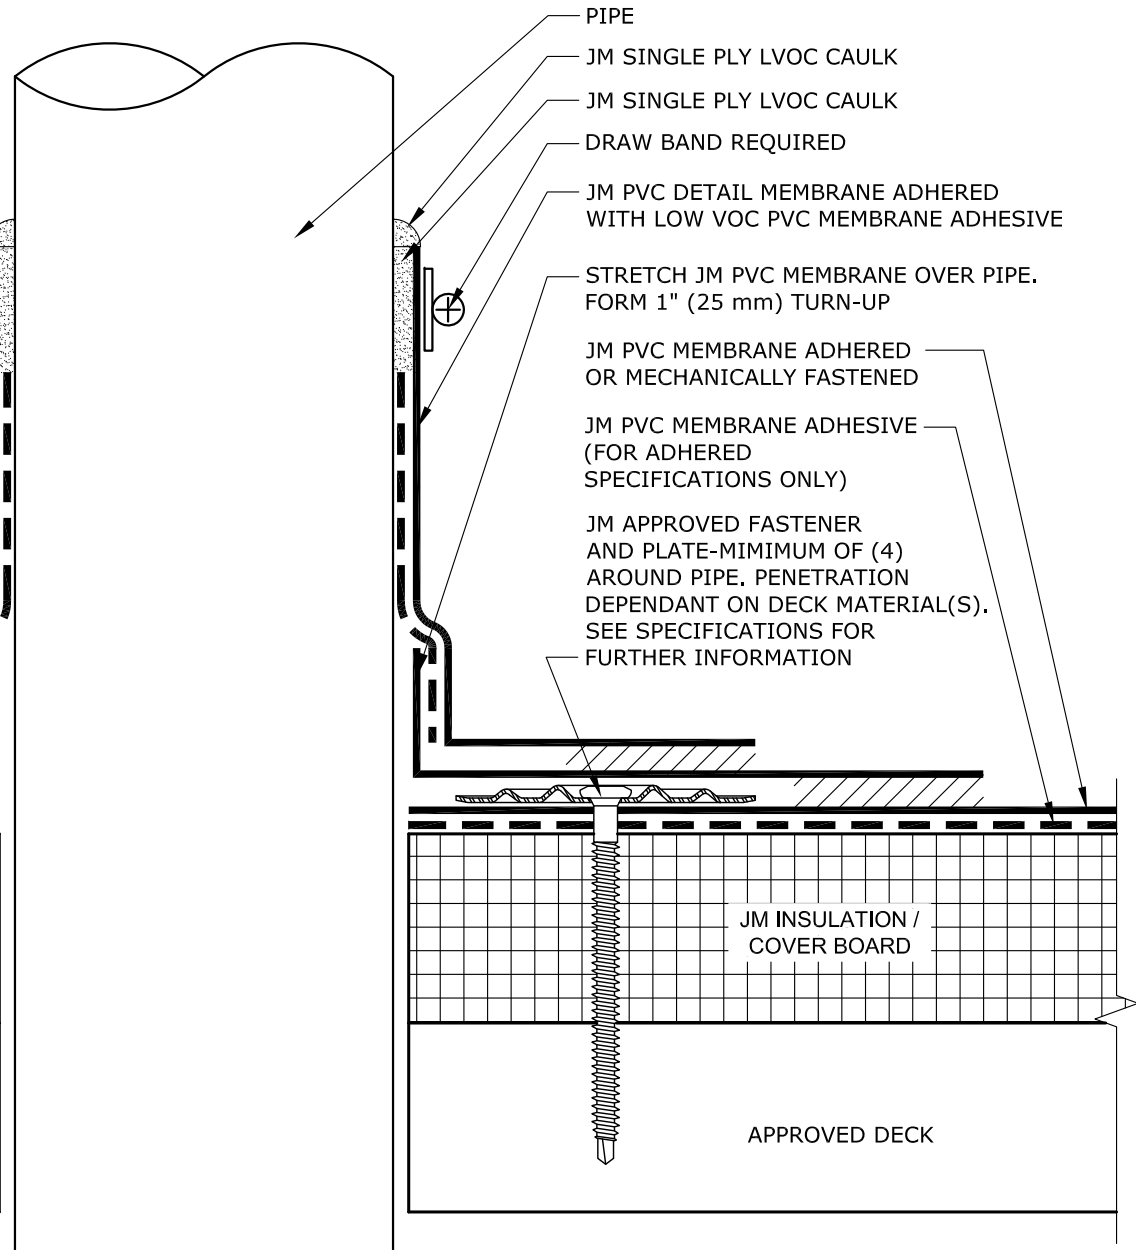 PIPE
JM SINGLE PLY LVOC CAULK
JM SINGLE PLY LVOC CAULK
DRAW BAND REQUIRED
JM PVC DETAIL MEMBRANE ADHERED
WITH LOW VOC PVC MEMBRANE ADHESIVE
STRETCH JM PVC MEMBRANE OVER PIPE.
FORM 1" (25 mm) TURN-UP
JM PVC MEMBRANE ADHERED
OR MECHANICALLY FASTENED
JM PVC MEMBRANE ADHESIVE
(FOR ADHERED
SPECIFICATIONS ONLY)
JM APPROVED FASTENER
AND PLATE-MIMIMUM OF (4)
AROUND PIPE. PENETRATION
DEPENDANT ON DECK MATERIAL(S).
SEE SPECIFICATIONS FOR
FURTHER INFORMATION
JM INSULATION /
COVER BOARD
APPROVED DECK